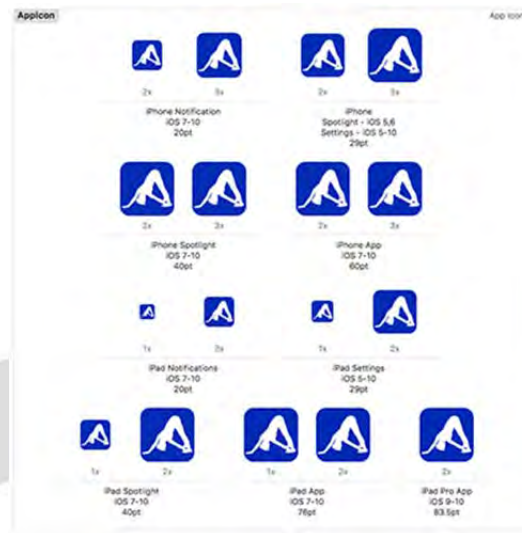 AppIcon
App Icon
2x 3x 2x 3x
iPhone Notification
iOS 7-10
20pt
iPhone
Spotlight - iOS 5,6
Settings - iOS 5-10
29pt
2x 3x 2x 3x
iPhone Spotlight
iOS 7-10
40pt
iPhone App
iOS 7-10
60pt
1x 2x 1x 2x
iPad Notifications
iOS 7-10
20pt
iPad Settings
iOS 5-10
29pt
1x 2x 1x 2x 2x
iPad Spotlight
iOS 7-10
40pt
iPad App
iOS 7-10
76pt
iPad Pro App
iOS 9-10
83.5pt